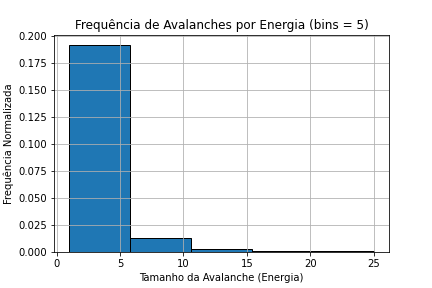 Frequência de Avalanches por Energia (bins = 5)
Frequência Normalizada
0.200
0.175
0.150
0.125
0.100
0.075
0.050
0.025
0.000
0 5 10 15 20 25
Tamanho da Avalanche (Energia)